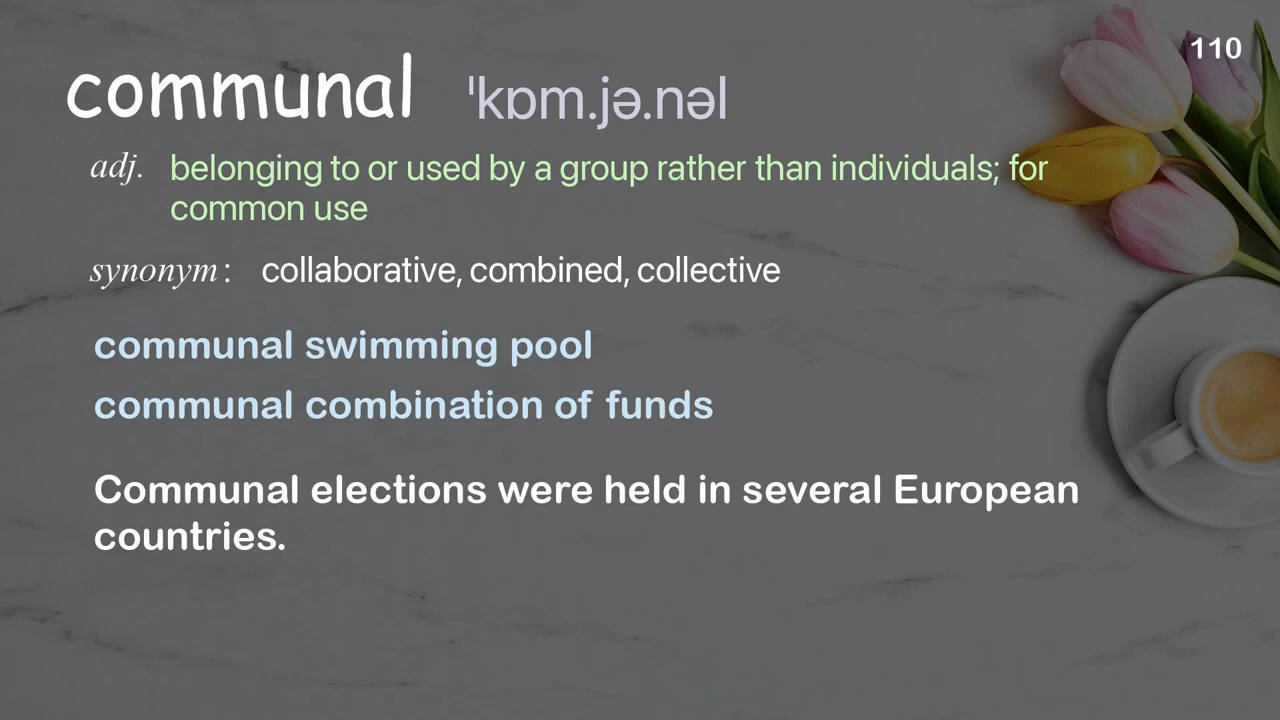 110
communal ˈkɒm.jə.nəl
adj. belonging to or used by a group rather than individuals; for
common use
synonym: collaborative, combined, collective
communal swimming pool
communal combination of funds
Communal elections were held in several European
countries.